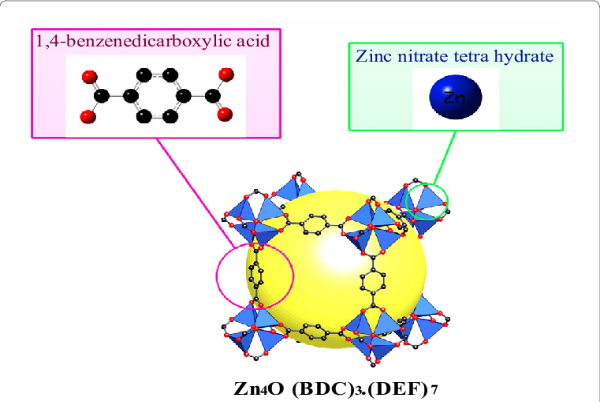 1,4-benzenedicarboxylic acid
Zinc nitrate tetra hydrate
Zn
Zn₄O (BDC)₃.(DEF)₇